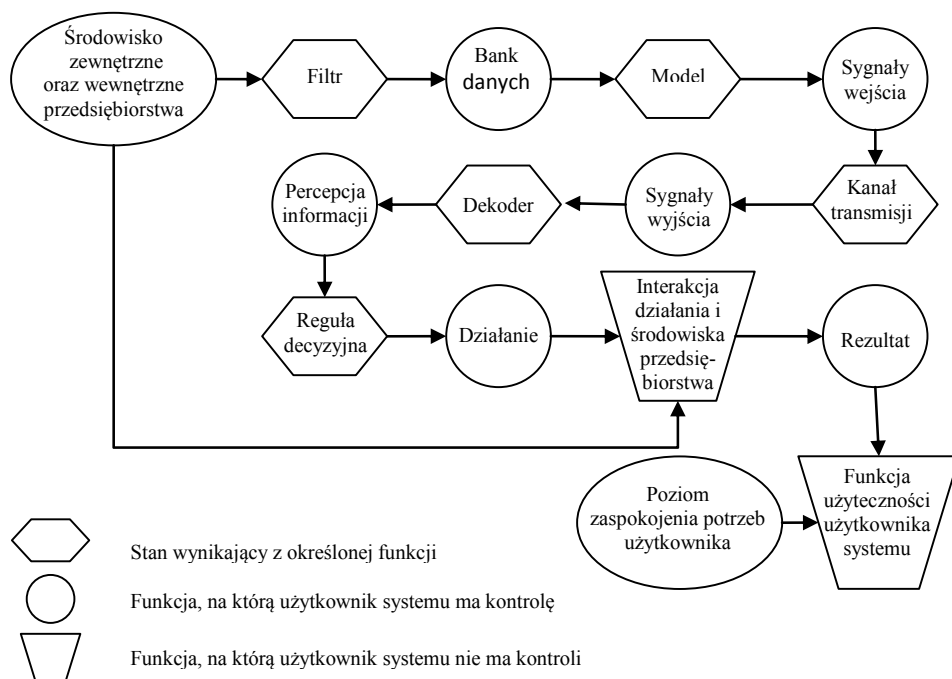 Środowisko
zewnętrzne
oraz wewnętrzne
przedsiębiorstwa
Filtr
Bank
danych
Model
Sygnały
wejścia
Percepcja
informacji
Dekoder
Sygnały
wyjścia
Kanał
transmisji
Reguła
decyzyjna
Działanie
Interakcja
działania i
środowiska
przedsię-
biorstwa
Rezultat
Poziom
zaspokojenia potrzeb
użytkownika
Funkcja
użyteczności
użytkownika
systemu
Stan wynikający z określonej funkcji
Funkcja, na którą użytkownik systemu ma kontrolę
Funkcja, na którą użytkownik systemu nie ma kontroli